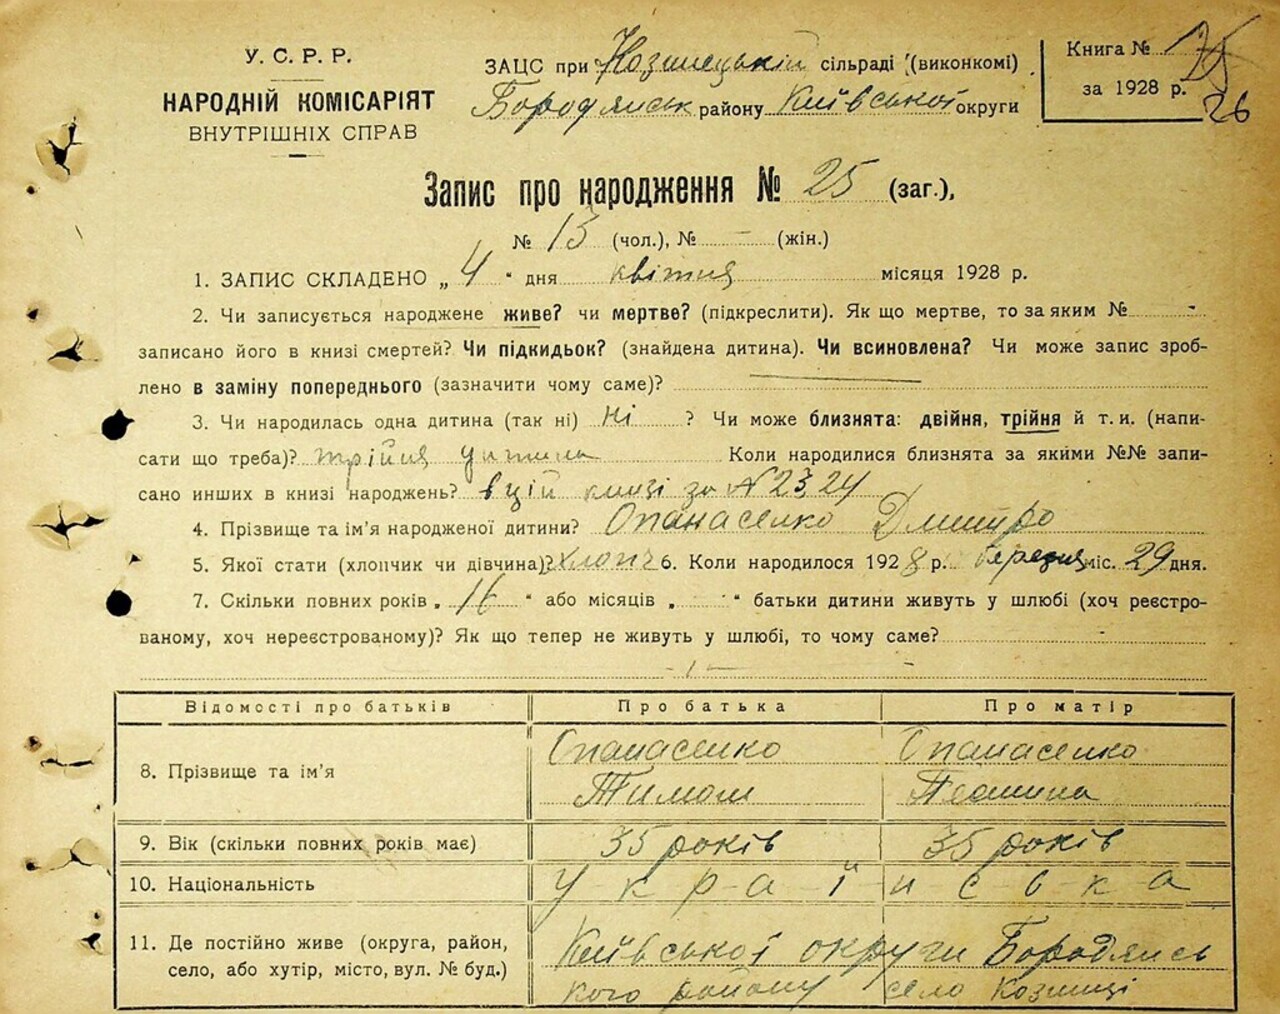 У. С. Р. Р.
НАРОДНІЙ КОМІСАРІЯТ
ВНУТРІШНІХ СПРАВ
ЗАЦС при сільраді (виконкомі)
Бородянськ району Київської округи
Книга №
за 1928 р. 26
Запис про народження № 25 (заг.),
№ 13 (чол.), № - (жін.)
1. ЗАПИС СКЛАДЕНО „ 4 “ дня квітня місяця 1928 р.
2. Чи записується народжене живе? чи мертве? (підкреслити). Як що мертве, то за яким № -
записано його в книзі смертей? Чи підкидьок? (знайдена дитина). Чи всиновлена? Чи може запис зроб-
лено в заміну попереднього (зазначити чому саме)?
3. Чи народилась одна дитина (так ні) ні ? Чи може близнята: двійня, трійня й т. и. (напи-
сати що треба)? трійня дитина Коли народилися близнята за якими №№ запи-
сано инших в книзі народжень? в цій книзі за № 23, 24
4. Прізвище та ім’я народженої дитини? Опанасенко Дмитро
5. Якої стати (хлопчик чи дівчина)? хлопч 6. Коли народилося 1928 р. березня міс. 29 дня.
7. Скільки повних років „ 16 “ або місяців „ “ батьки дитини живуть у шлюбі (хоч реєстро-
ваному, хоч нереєстрованому)? Як що тепер не живуть у шлюбі, то чому саме? -
Відомості про батьків Про батька Про матір
8. Прізвище та ім’я Опанасенко Тимош Опанасенко
9. Вік (скільки повних років має) 35 років 35 років
10. Національність У-к-р-а-ї н-с-ь-к-а
11. Де постійно живе (округа, район, Київської округи Бородянсь
село, або хутір, місто, вул. № буд.) кого району село Козинці